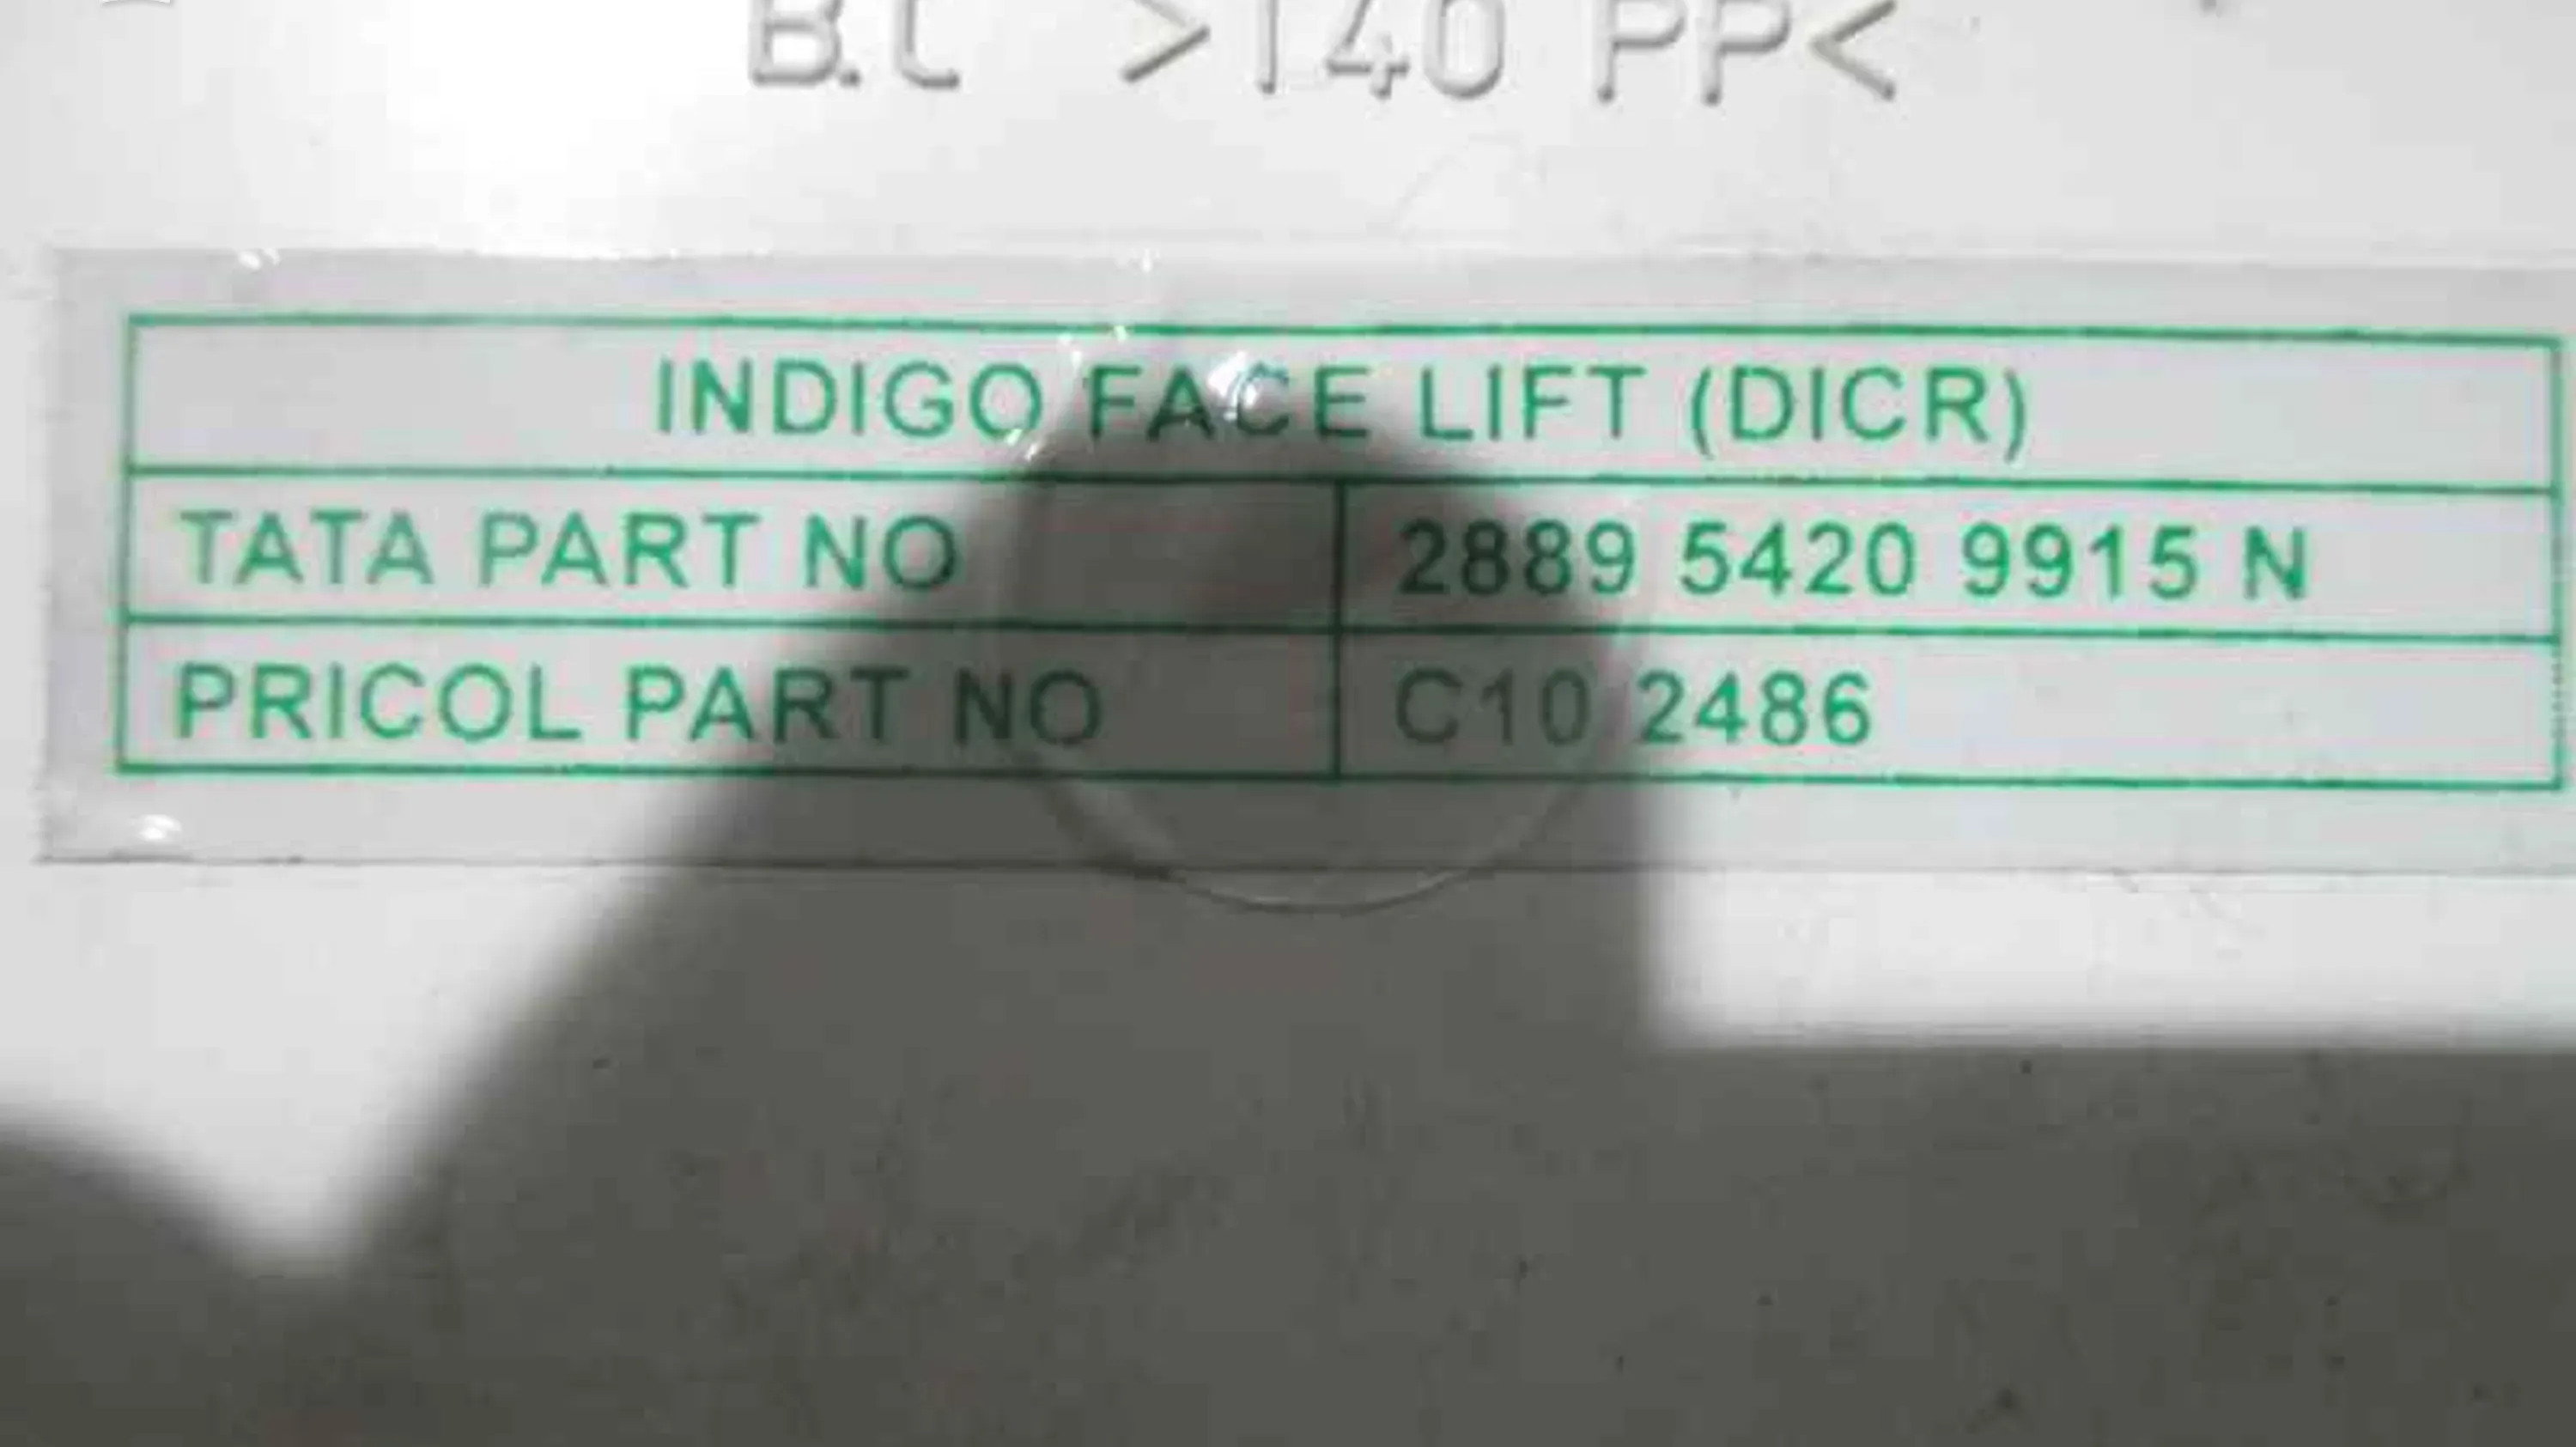 >140 PP<
INDIGO FACE LIFT (DICR)
TATA PART NO 2889 5420 9915 N
PRICOL PART NO C10 2486